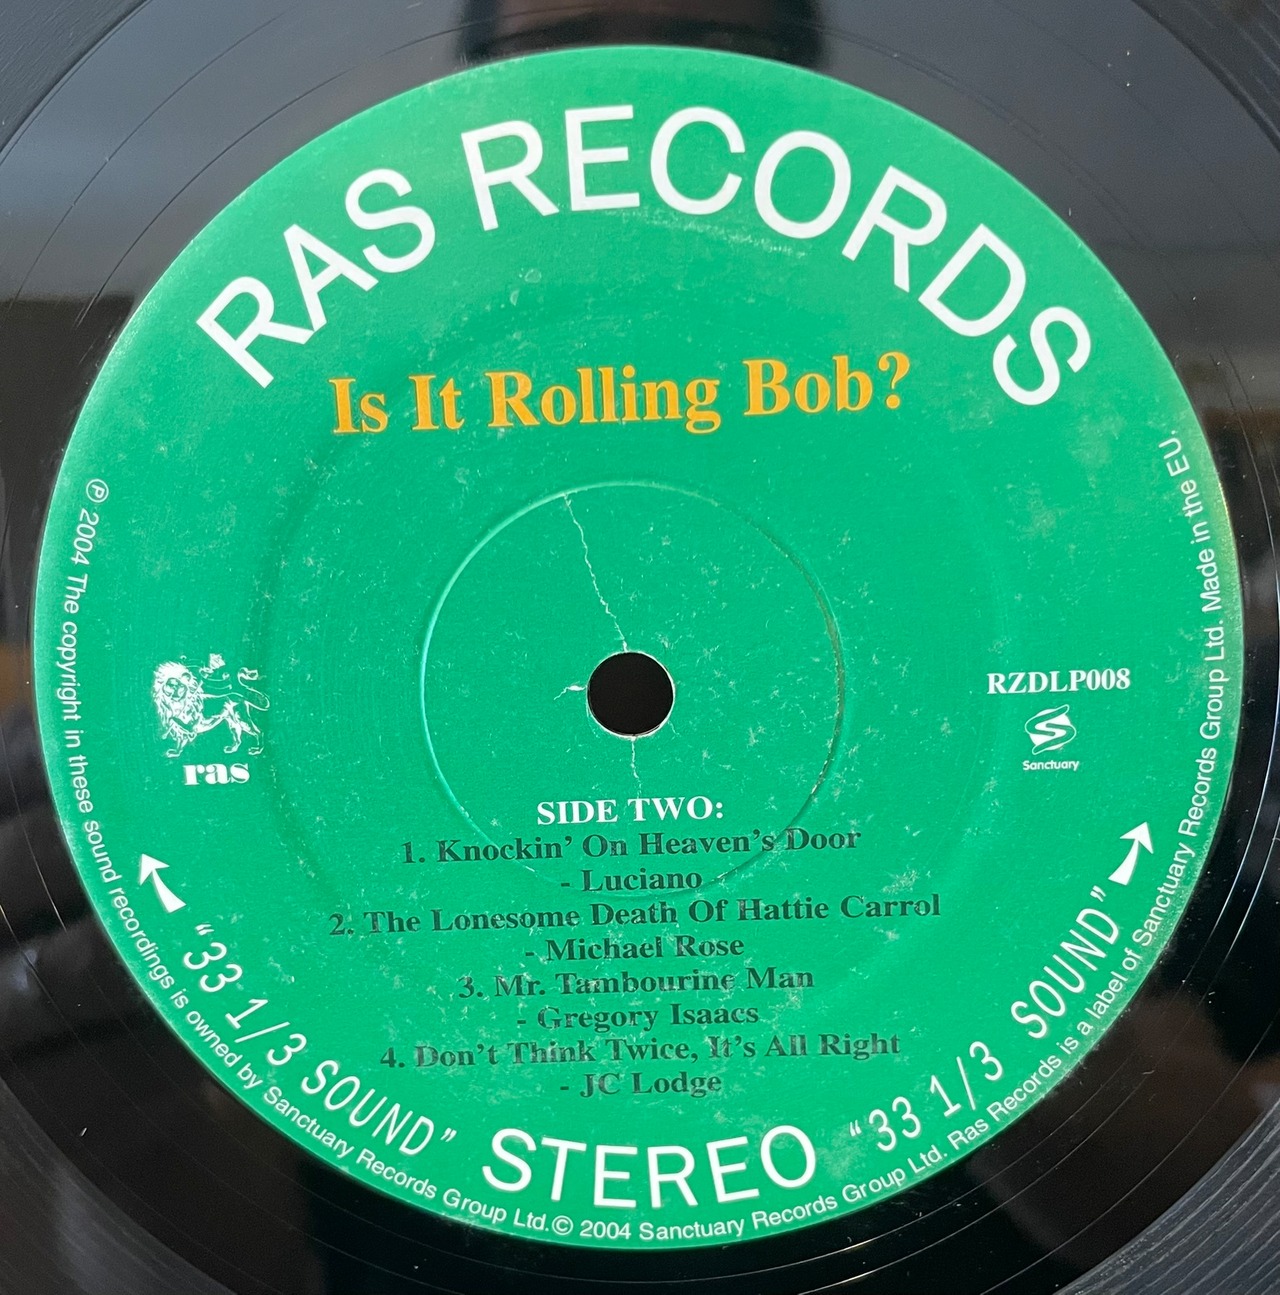 RAS RECORDS
Is It Rolling Bob?
RZDLP008
ras
Sanctuary
SIDE TWO:
1. Knockin’ On Heaven’s Door
- Luciano
2. The Lonesome Death Of Hattie Carrol
- Michael Rose
3. Mr. Tambourine Man
- Gregory Isaacs
4. Don’t Think Twice, It’s All Right
- JC Lodge
“33 1/3 SOUND” STEREO “33 1/3 SOUND”
℗ 2004 The copyright in these sound recordings is owned by Sanctuary Records Group Ltd.© 2004 Sanctuary Records Group Ltd. Ras Records is a label of Sanctuary Records Group Ltd. Made in the EU.